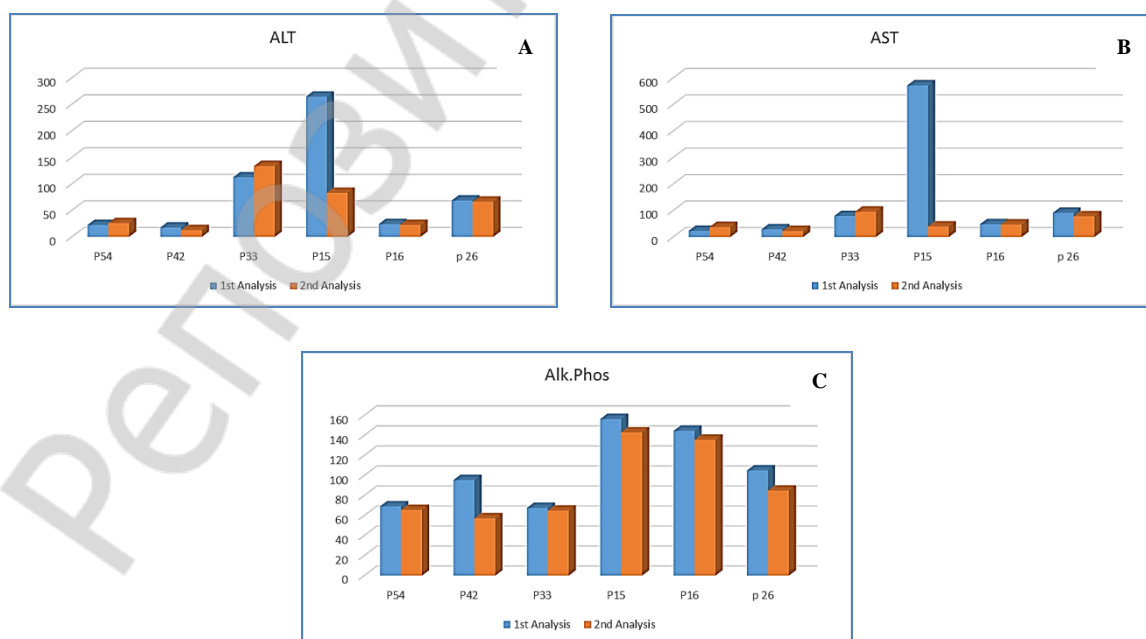 ALT
A
300
250
200
150
100
50
0
P54 P42 P33 P15 P16 p 26
1st Analysis 2nd Analysis
AST
B
600
500
400
300
200
100
0
P54 P42 P33 P15 P16 p 26
1st Analysis 2nd Analysis
Alk.Phos
C
160
140
120
100
80
60
40
20
0
P54 P42 P33 P15 P16 p 26
1st Analysis 2nd Analysis
Репозит